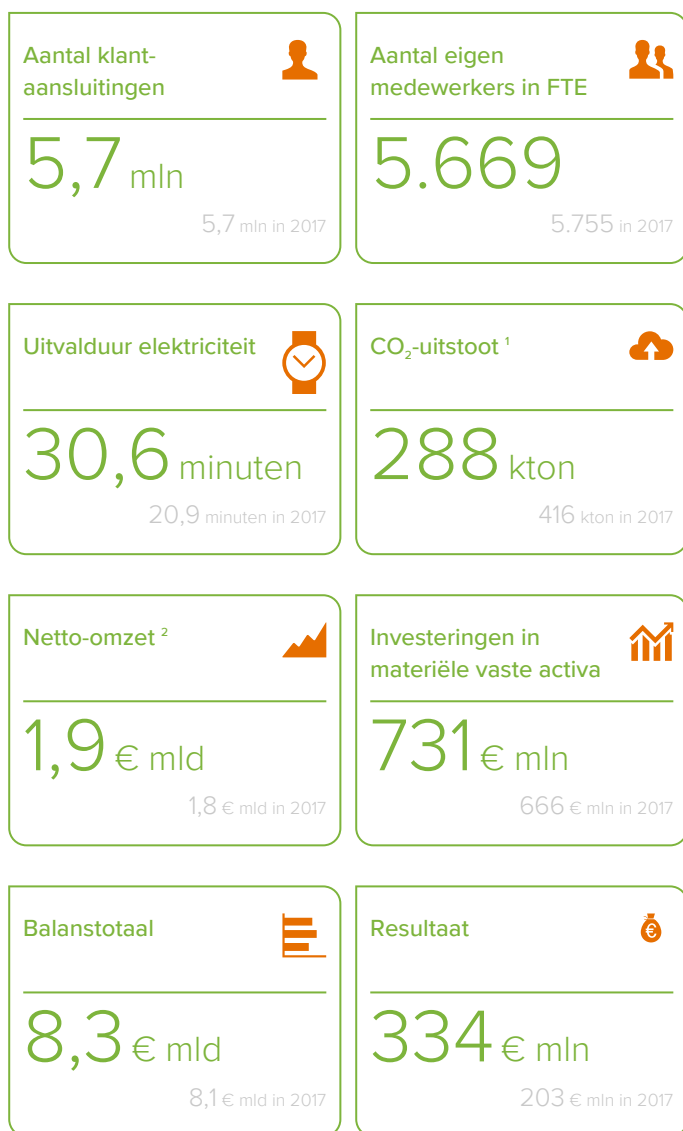 Aantal klant-
aansluitingen
5,7 mln
5,7 mln in 2017
Aantal eigen
medewerkers in FTE
5.669
5.755 in 2017
Uitvalduur elektriciteit
30,6 minuten
20,9 minuten in 2017
CO₂-uitstoot ¹
288 kton
416 kton in 2017
Netto-omzet ²
1,9 € mld
1,8 € mld in 2017
Investeringen in
materiële vaste activa
731 € mln
666 € mln in 2017
Balanstotaal
8,3 € mld
8,1 € mld in 2017
Resultaat
€
334 € mln
203 € mln in 2017